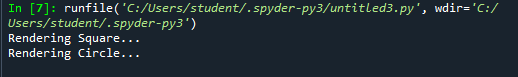 In [7]: runfile('C:/Users/student/.spyder-py3/untitled3.py', wdir='C:/
Users/student/.spyder-py3')
Rendering Square...
Rendering Circle...